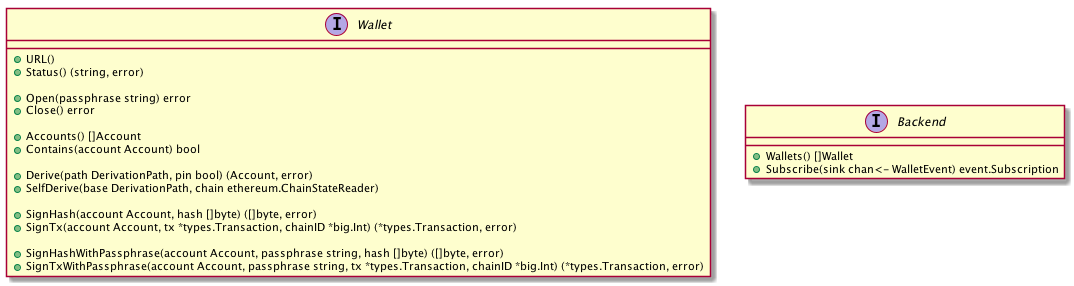 I Wallet
URL()
Status() (string, error)
Open(passphrase string) error
Close() error
Accounts() []Account
Contains(account Account) bool
Derive(path DerivationPath, pin bool) (Account, error)
SelfDerive(base DerivationPath, chain ethereum.ChainStateReader)
SignHash(account Account, hash []byte) ([]byte, error)
SignTx(account Account, tx *types.Transaction, chainID *big.Int) (*types.Transaction, error)
SignHashWithPassphrase(account Account, passphrase string, hash []byte) ([]byte, error)
SignTxWithPassphrase(account Account, passphrase string, tx *types.Transaction, chainID *big.Int) (*types.Transaction, error)
I Backend
Wallets() []Wallet
Subscribe(sink chan<- WalletEvent) event.Subscription